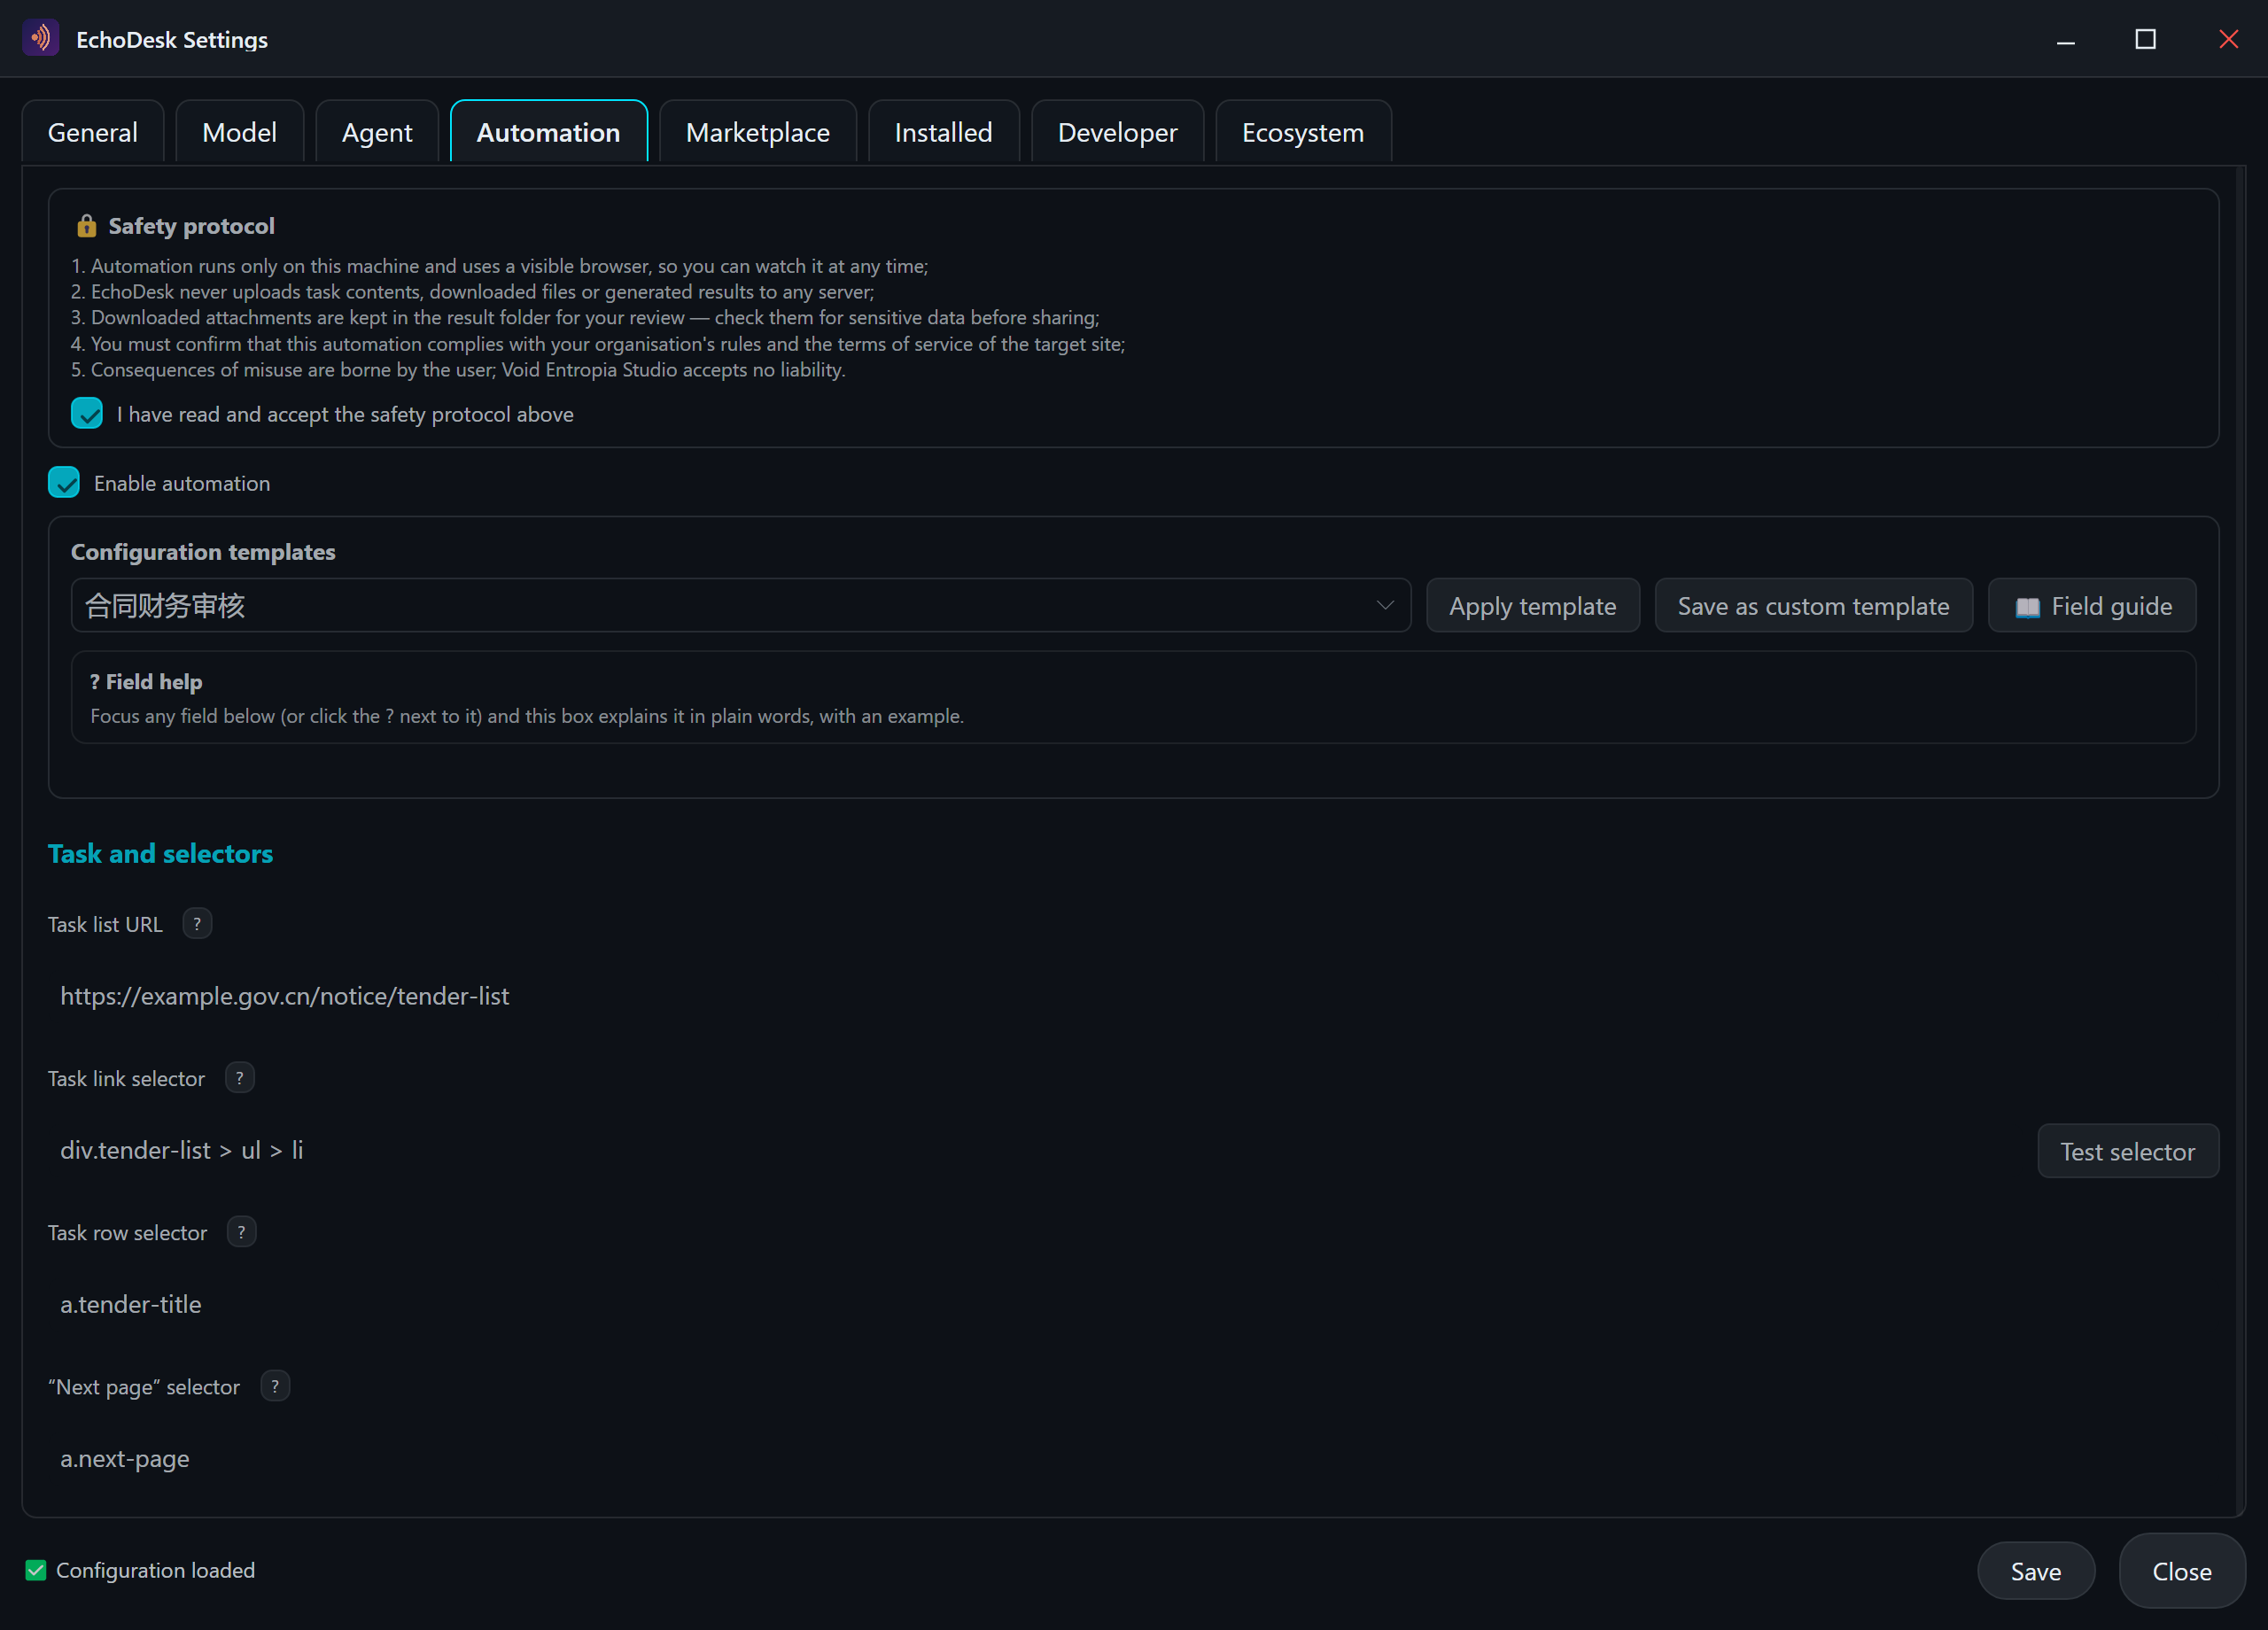 EchoDesk Settings
General
Model
Agent
Automation
Marketplace
Installed
Developer
Ecosystem
Safety protocol
1. Automation runs only on this machine and uses a visible browser, so you can watch it at any time;
2. EchoDesk never uploads task contents, downloaded files or generated results to any server;
3. Downloaded attachments are kept in the result folder for your review — check them for sensitive data before sharing;
4. You must confirm that this automation complies with your organisation's rules and the terms of service of the target site;
5. Consequences of misuse are borne by the user; Void Entropia Studio accepts no liability.
I have read and accept the safety protocol above
Enable automation
Configuration templates
合同财务审核
Apply template
Save as custom template
Field guide
? Field help
Focus any field below (or click the ? next to it) and this box explains it in plain words, with an example.
Task and selectors
Task list URL ?
https://example.gov.cn/notice/tender-list
Task link selector ?
div.tender-list > ul > li
Test selector
Task row selector ?
a.tender-title
“Next page” selector ?
a.next-page
Configuration loaded
Save
Close